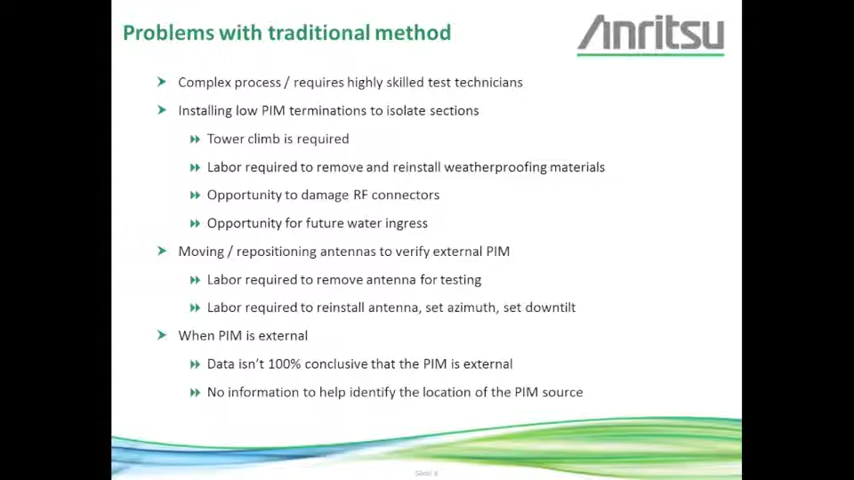 Problems with traditional method
Anritsu
Complex process / requires highly skilled test technicians
Installing low PIM terminations to isolate sections
Tower climb is required
Labor required to remove and reinstall weatherproofing materials
Opportunity to damage RF connectors
Opportunity for future water ingress
Moving / repositioning antennas to verify external PIM
Labor required to remove antenna for testing
Labor required to reinstall antenna, set azimuth, set downtilt
When PIM is external
Data isn't 100% conclusive that the PIM is external
No information to help identify the location of the PIM source